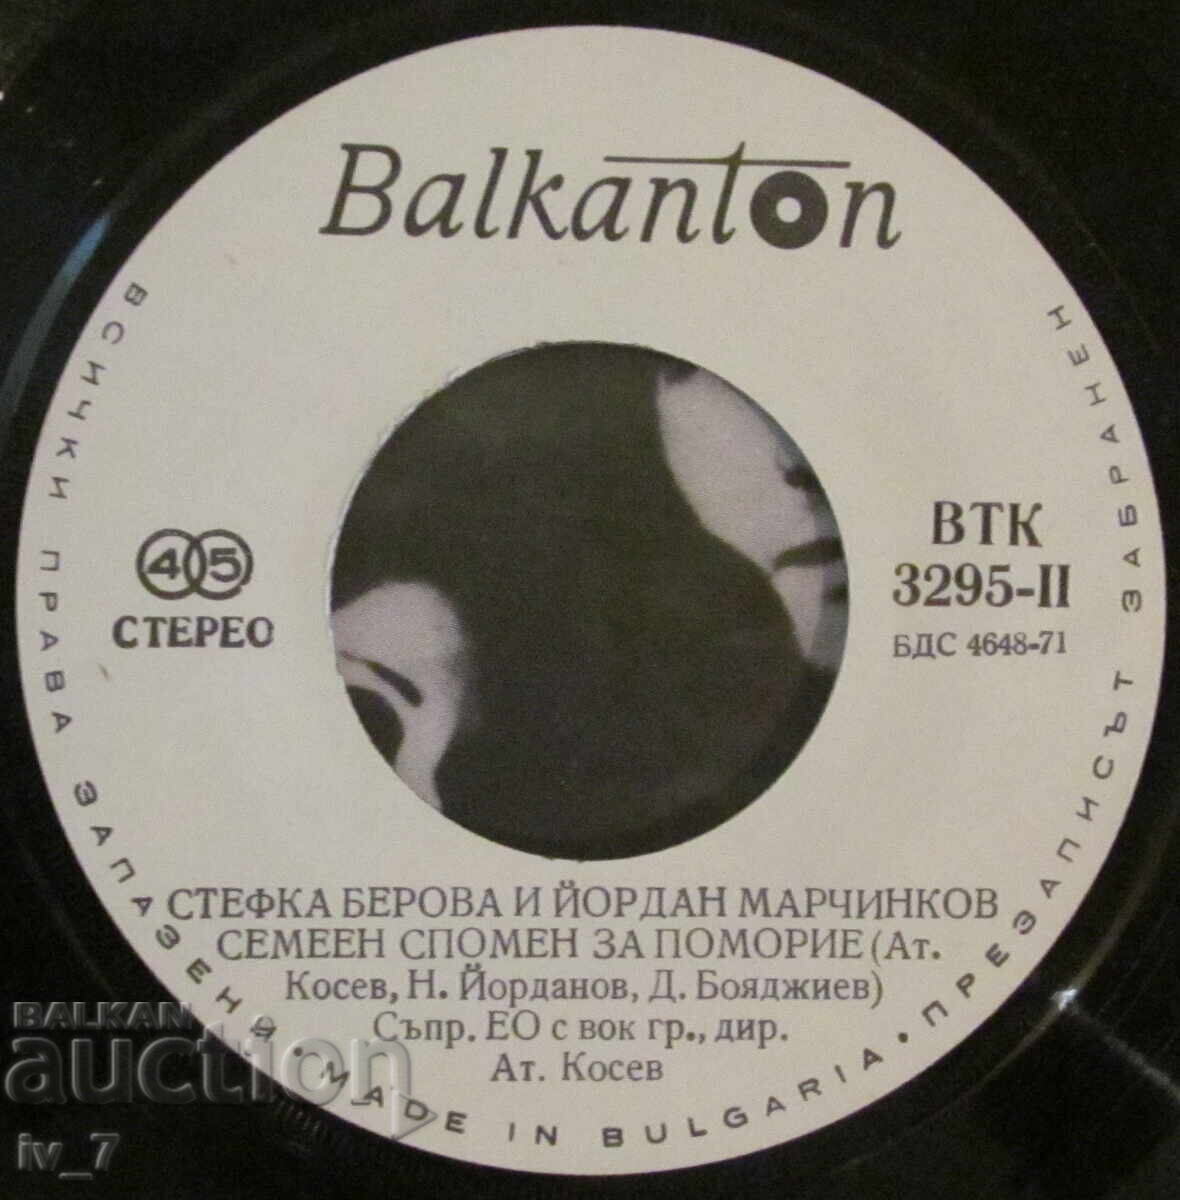 Balkanton
45
СТЕРЕО
ВТК
3295-II
БДС 4648-71
СТЕФКА БЕРОВА И ЙОРДАН МАРЧИНКОВ
СЕМЕЕН СПОМЕН ЗА ПОМОРИЕ (Ат.
Косев, Н. Йорданов, Д. Бояджиев)
Съпр. ЕО с вок гр., дир.
Ат. Косев
ВСИЧКИ ПРАВА ЗАПАЗЕНИ • MADE IN BULGARIA • ПРЕЗАПИСЪТ ЗАБРАНЕН
BALKAN
auction
iv_7